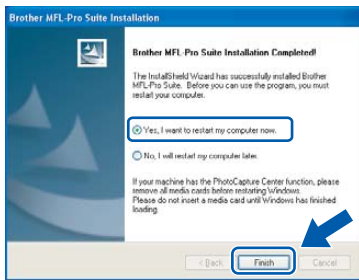 Brother MFL-Pro Suite Installation
Brother MFL-Pro Suite Installation Completed!
The InstallShield Wizard has successfully installed Brother
MFL-Pro Suite. Before you can use the program, you must
restart your computer.
Yes, I want to restart my computer now.
No, I will restart my computer later.
If your machine has the PhotoCapture Center function, please
remove all media cards before restarting Windows.
Please do not insert a media card until Windows has finished
loading.
< Back Finish Cancel